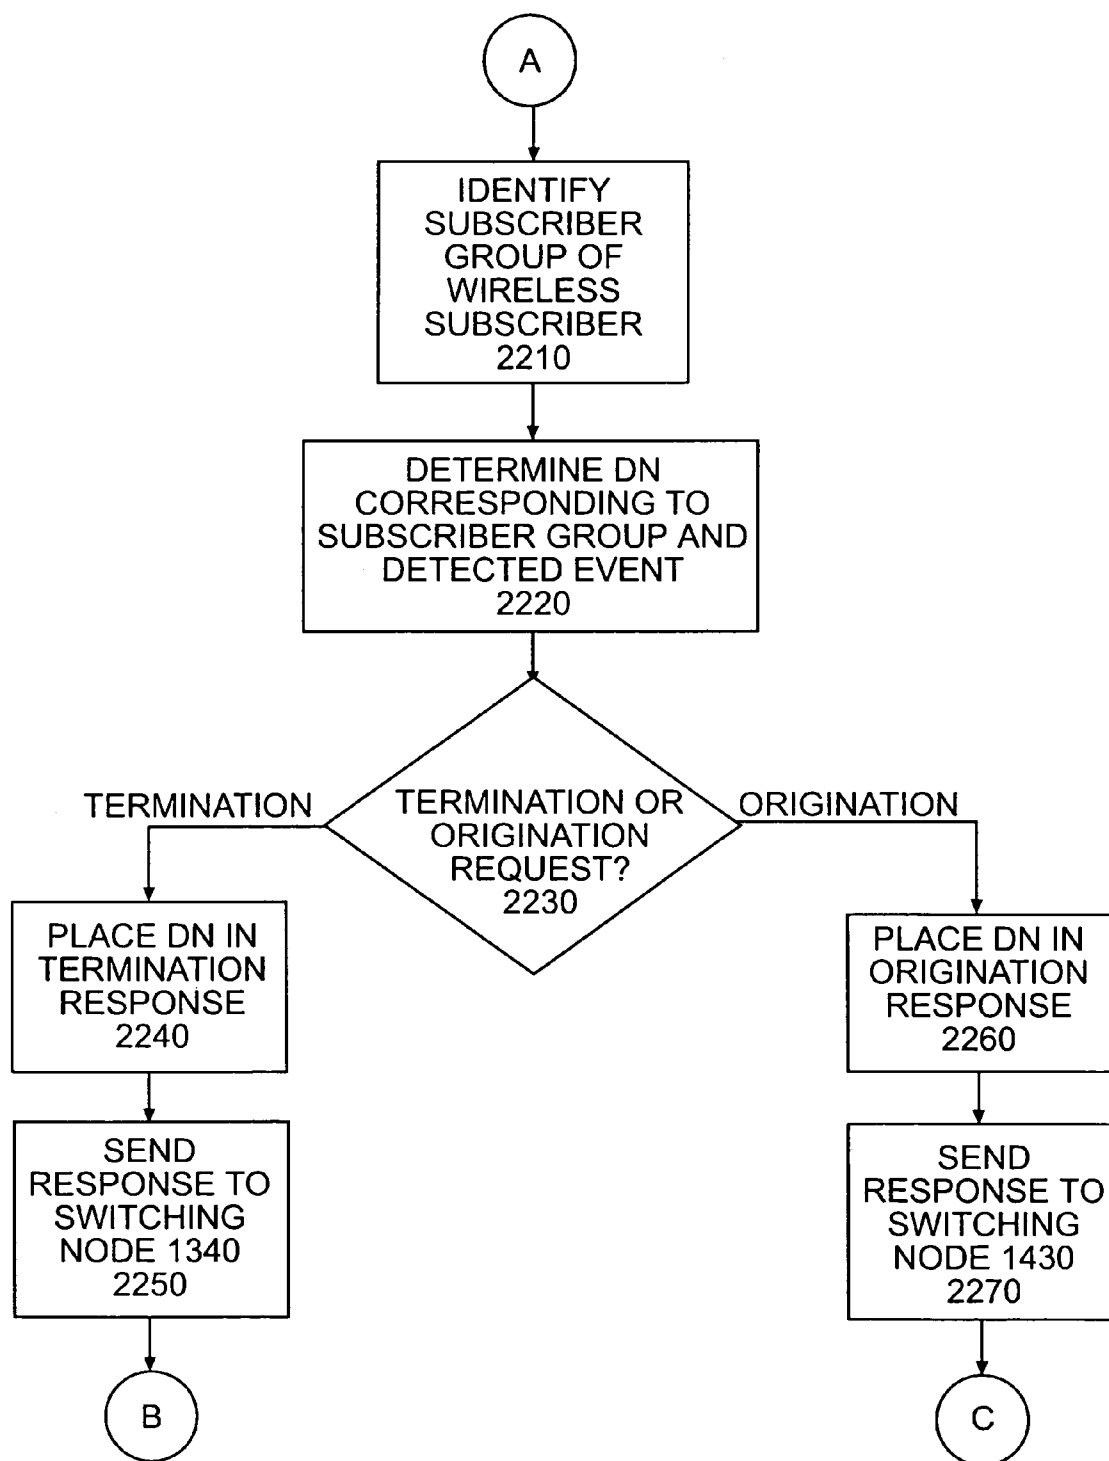 A
IDENTIFY
SUBSCRIBER
GROUP OF
WIRELESS
SUBSCRIBER
2210
DETERMINE DN
CORRESPONDING TO
SUBSCRIBER GROUP AND
DETECTED EVENT
2220
TERMINATION
TERMINATION OR
ORIGINATION
REQUEST?
2230
ORIGINATION
PLACE DN IN
TERMINATION
RESPONSE
2240
PLACE DN IN
ORIGINATION
RESPONSE
2260
SEND
RESPONSE TO
SWITCHING
NODE 1340
2250
SEND
RESPONSE TO
SWITCHING
NODE 1430
2270
B
C